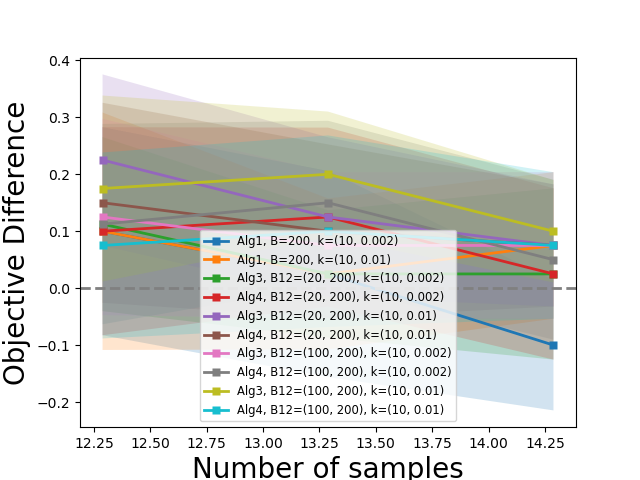 0.4
0.3
0.2
0.1
0.0
−0.1
−0.2
Objective Difference
Alg1, B=200, k=(10, 0.002)
Alg1, B=200, k=(10, 0.01)
Alg3, B12=(20, 200), k=(10, 0.002)
Alg4, B12=(20, 200), k=(10, 0.002)
Alg3, B12=(20, 200), k=(10, 0.01)
Alg4, B12=(20, 200), k=(10, 0.01)
Alg3, B12=(100, 200), k=(10, 0.002)
Alg4, B12=(100, 200), k=(10, 0.002)
Alg3, B12=(100, 200), k=(10, 0.01)
Alg4, B12=(100, 200), k=(10, 0.01)
12.25 12.50 12.75 13.00 13.25 13.50 13.75 14.00 14.25
Number of samples